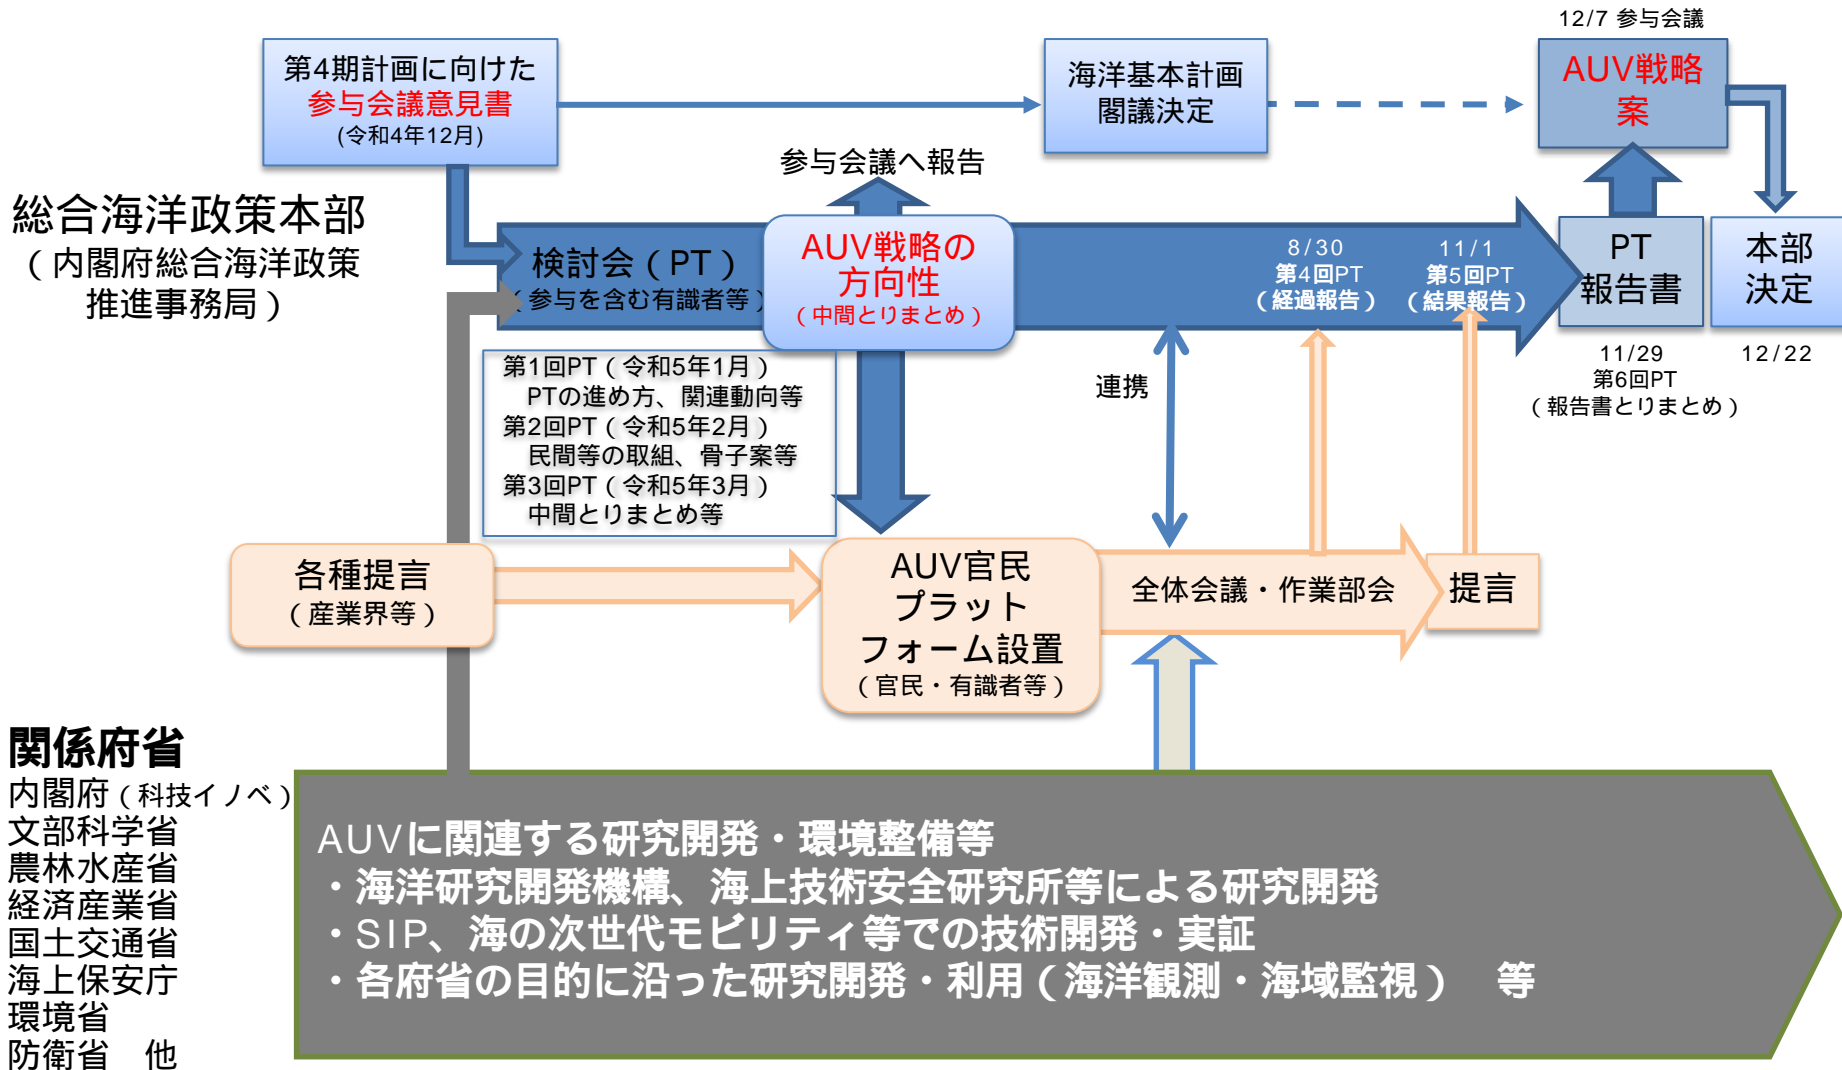 12/7 参与会議
第4期計画に向けた
参与会議意見書
(令和4年12月)
海洋基本計画
閣議決定
AUV戦略
案
参与会議へ報告
総合海洋政策本部
（内閣府総合海洋政策
推進事務局）
検討会（PT）
（参与を含む有識者等）
AUV戦略の
方向性
（中間とりまとめ）
8/30
第4回PT
（経過報告）
11/1
第5回PT
（結果報告）
PT
報告書
本部
決定
11/29
第6回PT
（報告書とりまとめ）
12/22
第1回PT（令和5年1月）
PTの進め方、関連動向等
第2回PT（令和5年2月）
民間等の取組、骨子案等
第3回PT（令和5年3月）
中間とりまとめ等
連携
各種提言
（産業界等）
AUV官民
プラット
フォーム設置
（官民・有識者等）
全体会議・作業部会
提言
関係府省
内閣府（科技イノベ）
文部科学省
農林水産省
経済産業省
国土交通省
海上保安庁
環境省
防衛省　他
AUVに関連する研究開発・環境整備等
・海洋研究開発機構、海上技術安全研究所等による研究開発
・SIP、海の次世代モビリティ等での技術開発・実証
・各府省の目的に沿った研究開発・利用（海洋観測・海域監視）　等